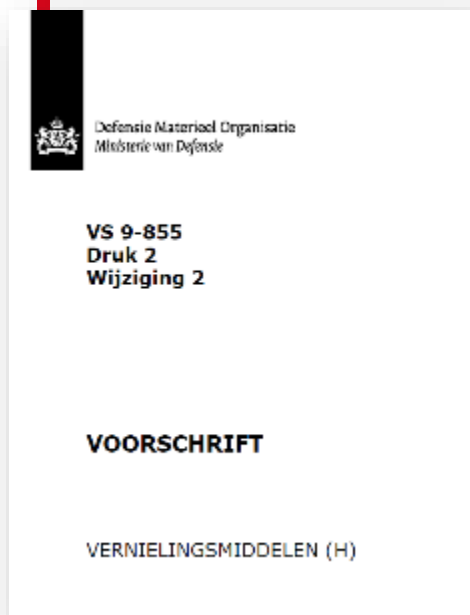 Defensie Materieel Organisatie
Ministerie van Defensie
VS 9-855
Druk 2
Wijziging 2
VOORSCHRIFT
VERNIELINGSMIDDELEN (H)